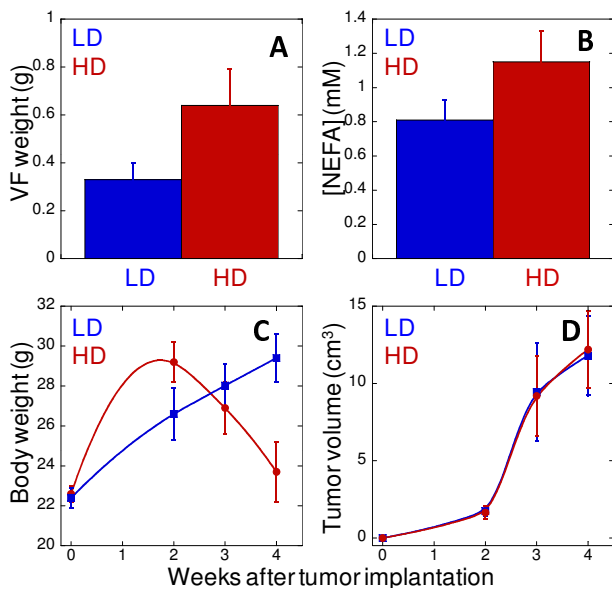 A
LD
HD
VF weight (g)
1
0.8
0.6
0.4
0.2
0
LD HD
B
LD
HD
[NEFA] (mM)
1.4
1.2
1
0.8
0.6
0.4
0.2
0
LD HD
C
LD
HD
Body weight (g)
32
30
28
26
24
22
20
0 1 2 3 4
D
LD
HD
Tumor volume (cm³)
15
10
5
0
0 1 2 3 4
Weeks after tumor implantation